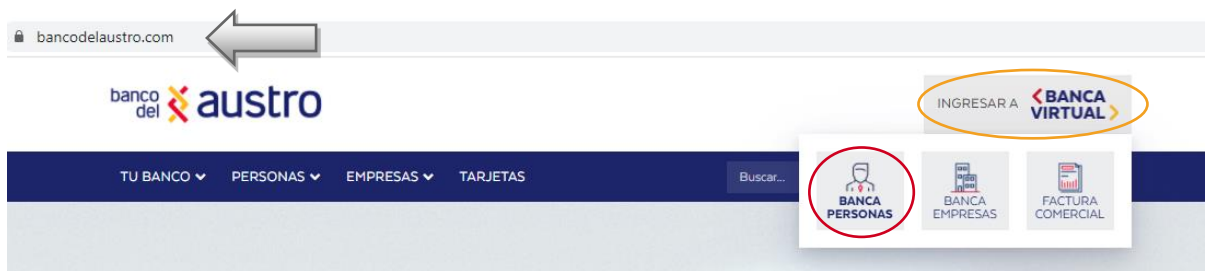 bancodelaustro.com
banco del austro
INGRESAR A BANCA VIRTUAL
TU BANCO PERSONAS EMPRESAS TARJETAS Buscar...
BANCA PERSONAS
BANCA EMPRESAS
FACTURA COMERCIAL